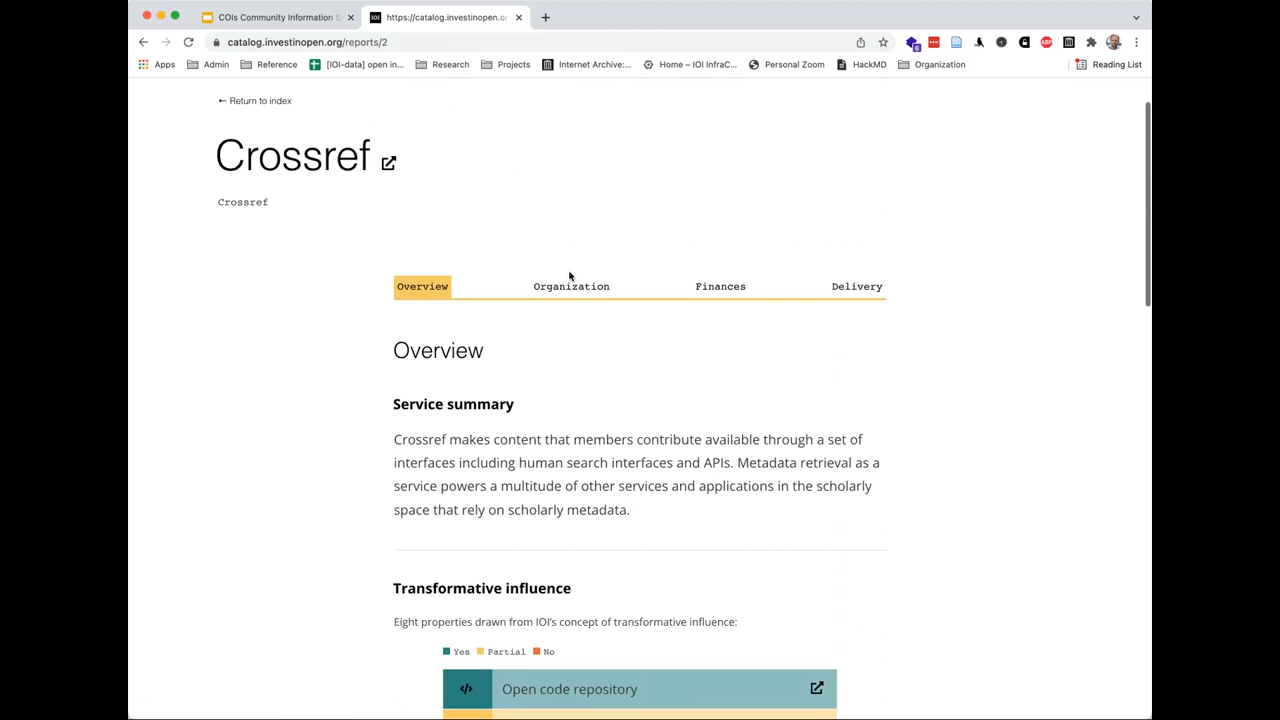 COIs Community Information S
https://catalog.investinopen.or
catalog.investinopen.org/reports/2
Apps
Admin
Reference
[IOI-data] open in...
Research
Projects
Internet Archive:...
Home – IOI InfraC...
Personal Zoom
HackMD
Organization
Reading List
← Return to index
Crossref
Crossref
Overview
Organization
Finances
Delivery
Overview
Service summary
Crossref makes content that members contribute available through a set of
interfaces including human search interfaces and APIs. Metadata retrieval as a
service powers a multitude of other services and applications in the scholarly
space that rely on scholarly metadata.
Transformative influence
Eight properties drawn from IOI's concept of transformative influence:
Yes Partial No
</> Open code repository